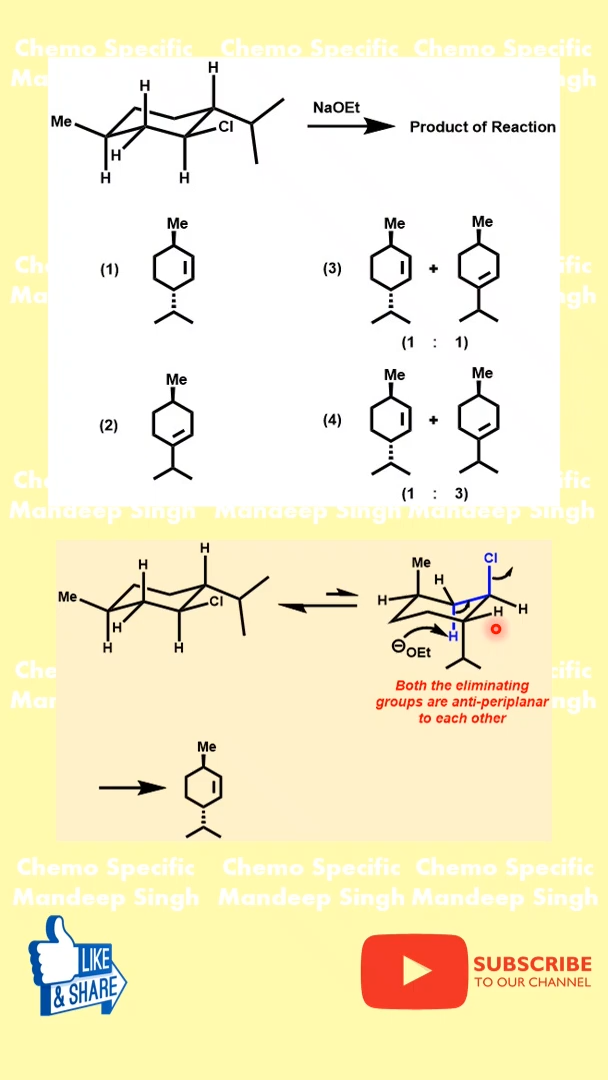 Chemo Specific Chemo Specific Chemo Specific
H
H
Me
Cl
H
H
H
NaOEt
Product of Reaction
(1)
Me
(3)
Me
+
Me
(1 : 1)
(2)
Me
(4)
Me
+
Me
(1 : 3)
Mandeep Singh Mandeep Singh Mandeep Singh
H
H
Me
Cl
H
H
H
Me
Cl
H
H
H
H
H
⊖OEt
Both the eliminating
groups are anti-periplanar
to each other
Me
Chemo Specific Chemo Specific Chemo Specific
Mandeep Singh Mandeep Singh Mandeep Singh
LIKE
& SHARE
SUBSCRIBE
TO OUR CHANNEL